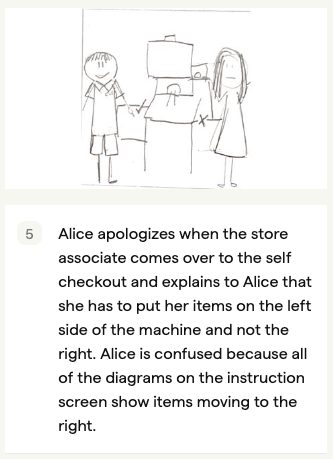 5
Alice apologizes when the store
associate comes over to the self
checkout and explains to Alice that
she has to put her items on the left
side of the machine and not the
right. Alice is confused because all
of the diagrams on the instruction
screen show items moving to the
right.